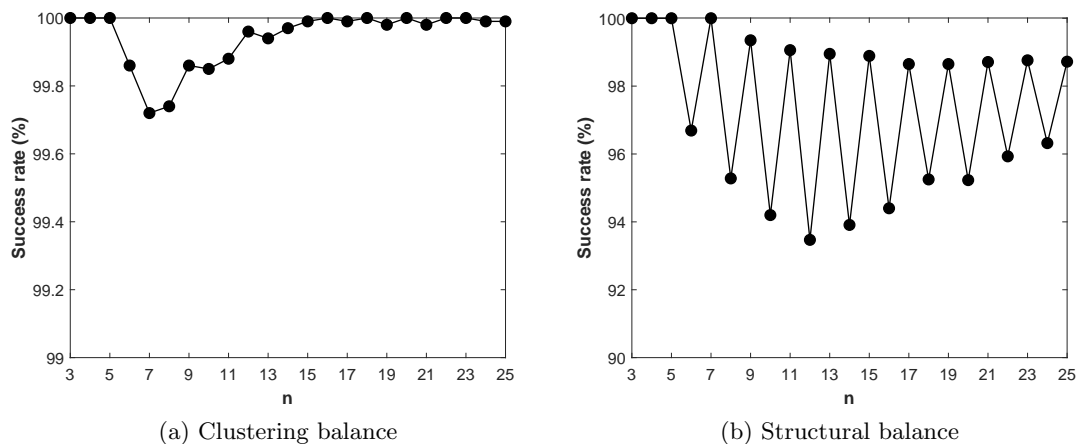 100
99.8
99.6
99.4
99.2
99
Success rate (%)
3 5 7 9 11 13 15 17 19 21 23 25
n
(a) Clustering balance
100
98
96
94
92
90
Success rate (%)
3 5 7 9 11 13 15 17 19 21 23 25
n
(b) Structural balance